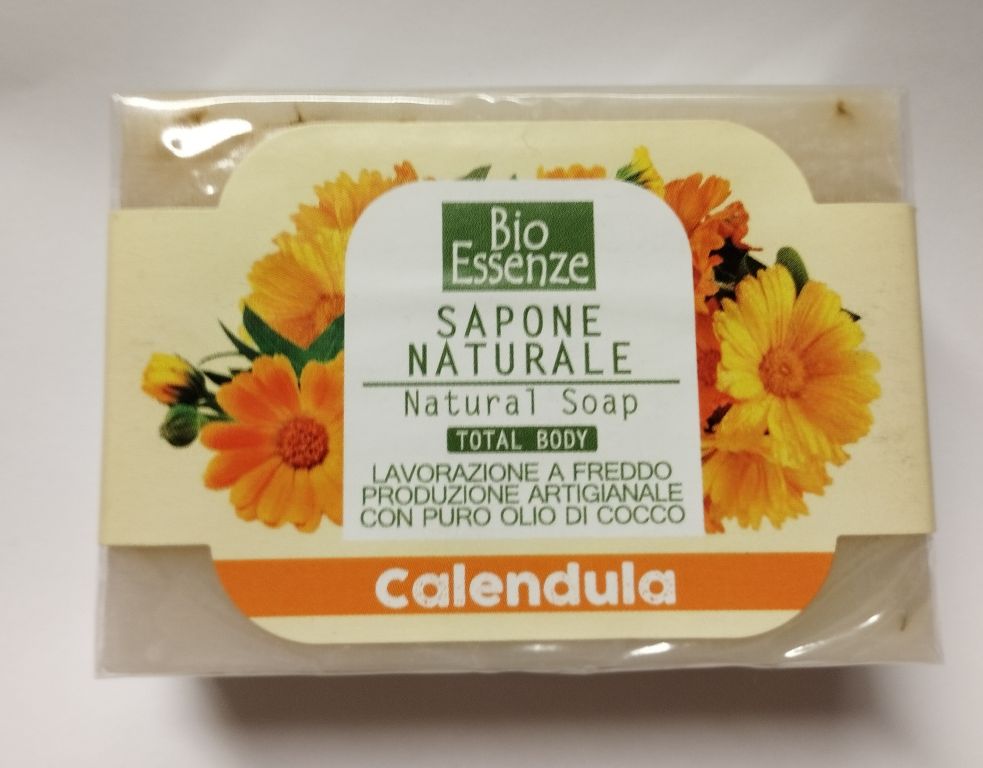 Bio
Essenze
SAPONE
NATURALE
Natural Soap
TOTAL BODY
LAVORAZIONE A FREDDO
PRODUZIONE ARTIGIANALE
CON PURO OLIO DI COCCO
Calendula